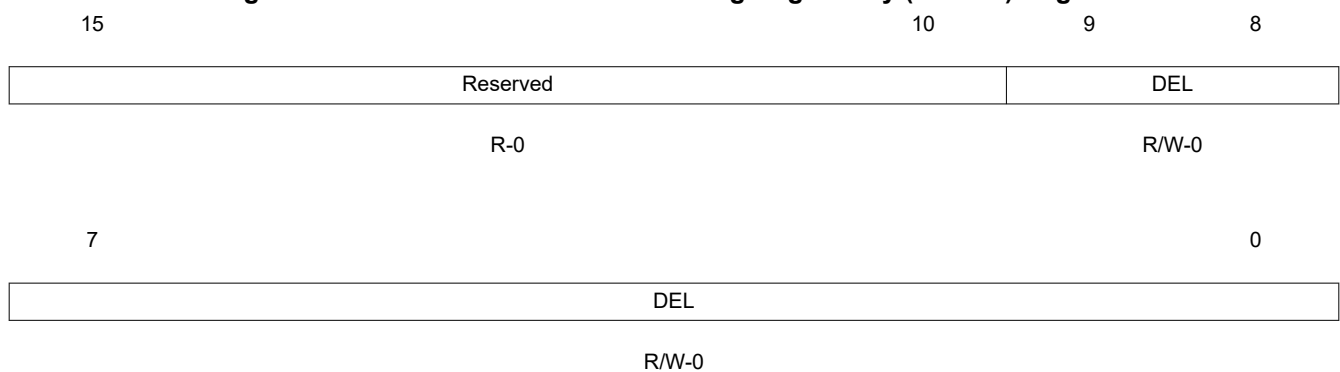 15 10 9 8
Reserved DEL
R-0 R/W-0
7 0
DEL
R/W-0